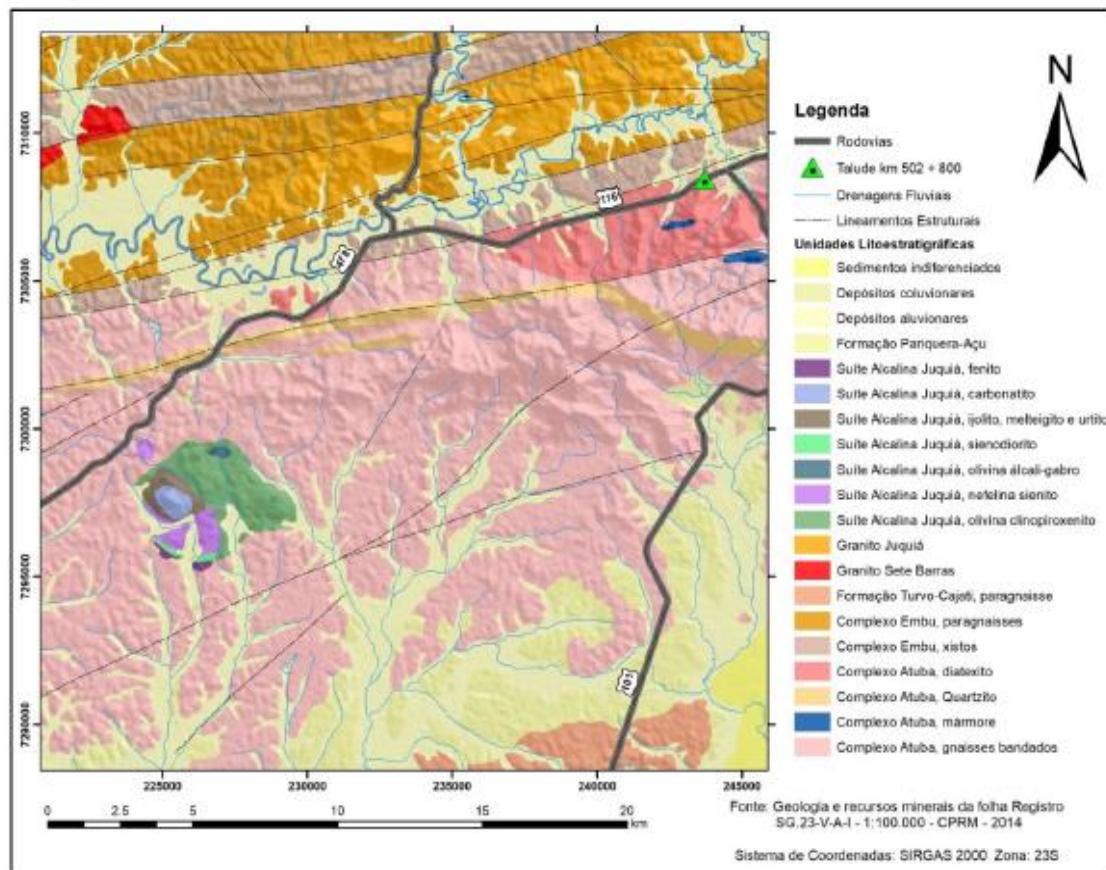 7310000
7305000
7300000
7295000
7290000
116
101
225000
230000
235000
240000
245000
0
2.5
5
10
15
20
km
N
Legenda
Rodovias
Talude km 502 + 800
Drenagens Fluviais
Lineamentos Estruturais
Unidades Litoestratigráficas
Sedimentos indiferenciados
Depósitos coluvionares
Depósitos aluvionares
Formação Pariquera-Açu
Suíte Alcalina Juquiá, fenito
Suíte Alcalina Juquiá, carbonatito
Suíte Alcalina Juquiá, ijolito, melteigito e urtito
Suíte Alcalina Juquiá, sienodiorito
Suíte Alcalina Juquiá, olivina álcali-gabro
Suíte Alcalina Juquiá, nefelina sienito
Suíte Alcalina Juquiá, olivina clinopiroxenito
Granito Juquiá
Granito Sete Barras
Formação Turvo-Cajati, paragnaisse
Complexo Embu, paragnaisses
Complexo Embu, xistos
Complexo Atuba, diatexito
Complexo Atuba, Quartzito
Complexo Atuba, mármore
Complexo Atuba, gnaisses bandados
Fonte: Geologia e recursos minerais da folha Registro
SG.23-V-A-I - 1:100.000 - CPRM - 2014
Sistema de Coordenadas: SIRGAS 2000 Zona: 23S